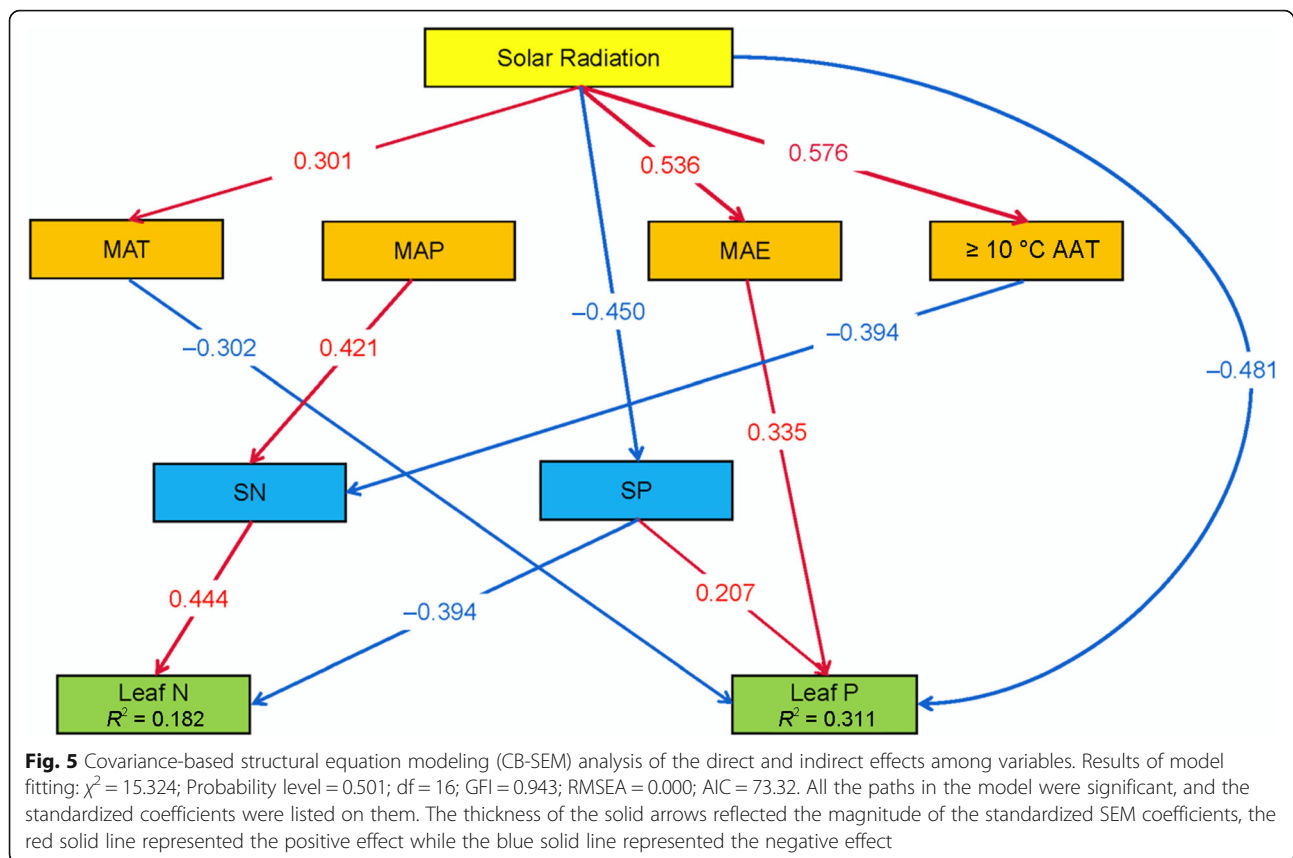 Solar Radiation
0.301
0.536
0.576
MAT
MAP
MAE
≥ 10 °C AAT
–0.302
0.421
–0.450
–0.394
–0.481
0.335
SN
SP
0.444
–0.394
0.207
Leaf N
R² = 0.182
Leaf P
R² = 0.311
Fig. 5 Covariance-based structural equation modeling (CB-SEM) analysis of the direct and indirect effects among variables. Results of model
fitting: χ² = 15.324; Probability level = 0.501; df = 16; GFI = 0.943; RMSEA = 0.000; AIC = 73.32. All the paths in the model were significant, and the
standardized coefficients were listed on them. The thickness of the solid arrows reflected the magnitude of the standardized SEM coefficients, the
red solid line represented the positive effect while the blue solid line represented the negative effect